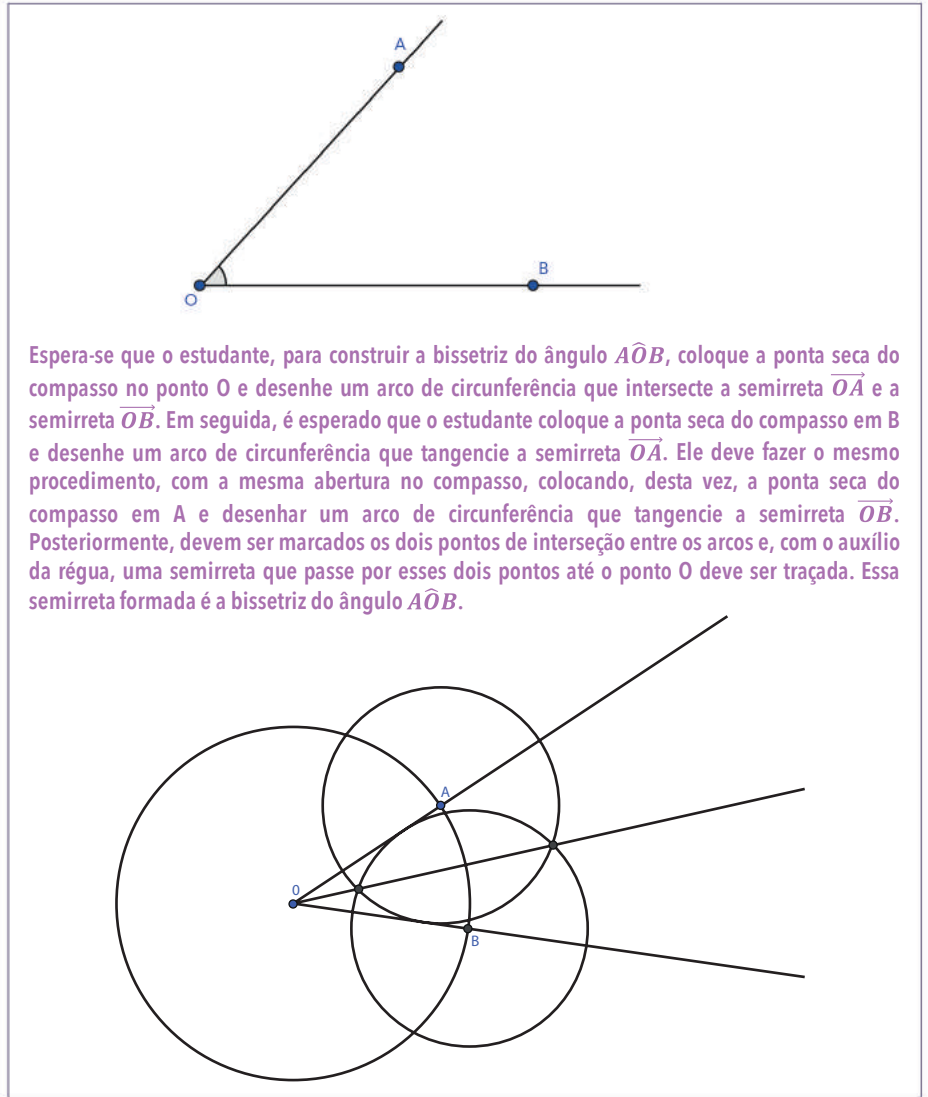 A
B
O
Espera-se que o estudante, para construir a bissetriz do ângulo AÔB, coloque a ponta seca do
compasso no ponto O e desenhe um arco de circunferência que intersecte a semirreta OA e a
semirreta OB. Em seguida, é esperado que o estudante coloque a ponta seca do compasso em B
e desenhe um arco de circunferência que tangencie a semirreta OA. Ele deve fazer o mesmo
procedimento, com a mesma abertura no compasso, colocando, desta vez, a ponta seca do
compasso em A e desenhar um arco de circunferência que tangencie a semirreta OB.
Posteriormente, devem ser marcados os dois pontos de interseção entre os arcos e, com o auxílio
da régua, uma semirreta que passe por esses dois pontos até o ponto O deve ser traçada. Essa
semirreta formada é a bissetriz do ângulo AÔB.
A
O
B